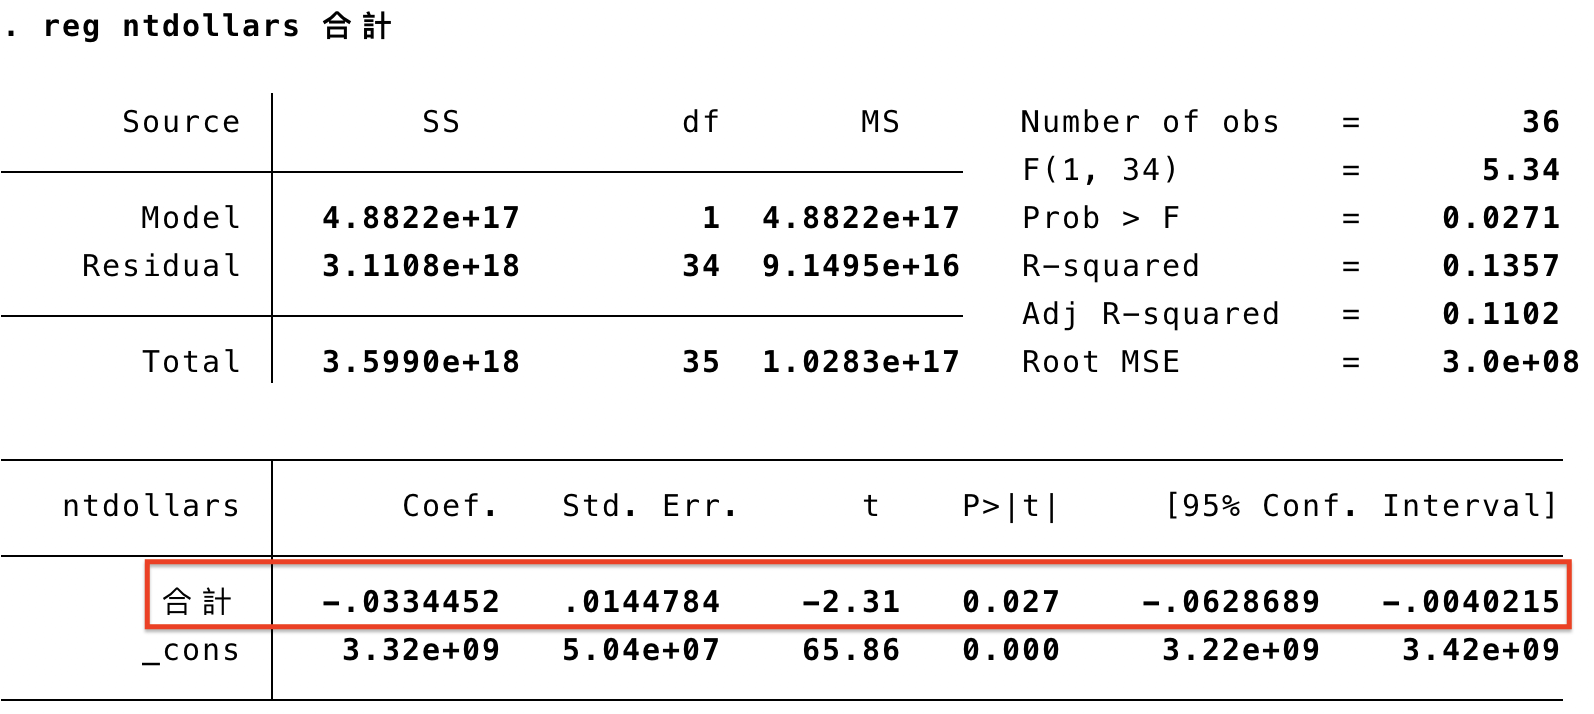 . reg ntdollars 合計
Source SS df MS Number of obs = 36
F(1, 34) = 5.34
Model 4.8822e+17 1 4.8822e+17 Prob > F = 0.0271
Residual 3.1108e+18 34 9.1495e+16 R-squared = 0.1357
Adj R-squared = 0.1102
Total 3.5990e+18 35 1.0283e+17 Root MSE = 3.0e+08
ntdollars Coef. Std. Err. t P>|t| [95% Conf. Interval]
合計 -.0334452 .0144784 -2.31 0.027 -.0628689 -.0040215
_cons 3.32e+09 5.04e+07 65.86 0.000 3.22e+09 3.42e+09